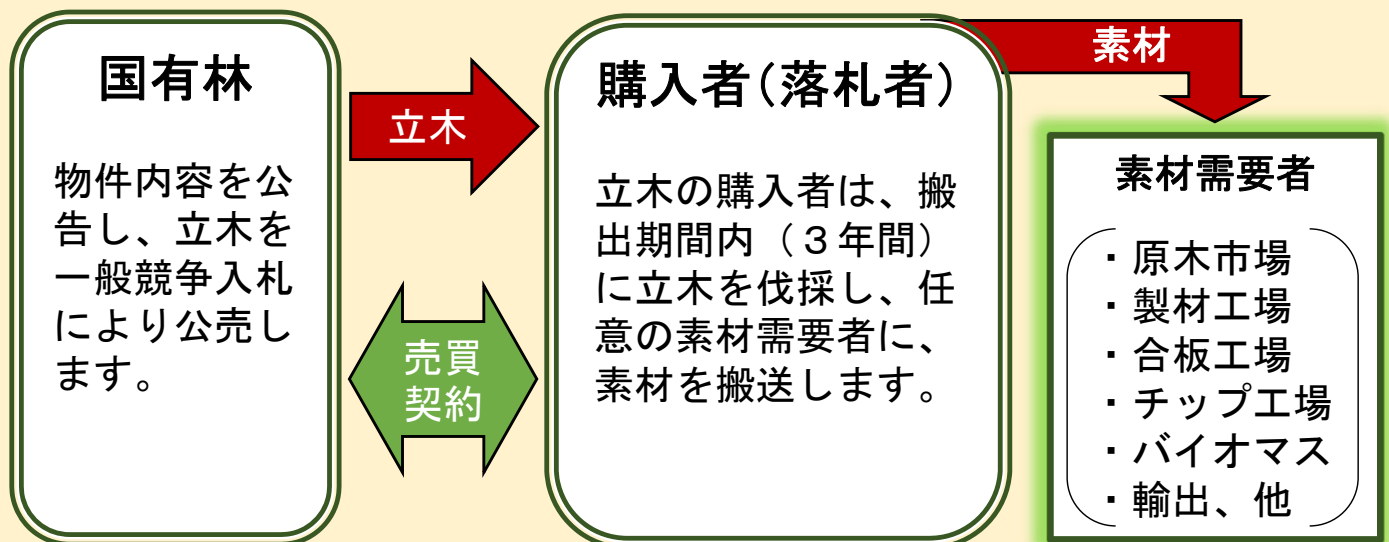 国有林
物件内容を公
告し、立木を
一般競争入札
により公売し
ます。
立木
売買
契約
購入者(落札者)
立木の購入者は、搬
出期間内（３年間）
に立木を伐採し、任
意の素材需要者に、
素材を搬送します。
素材
素材需要者
・原木市場
・製材工場
・合板工場
・チップ工場
・バイオマス
・輸出、他